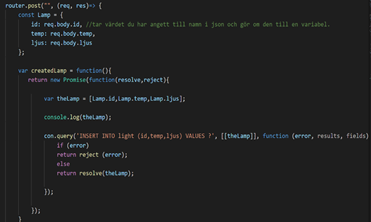 router.post("", (req, res)=> {
const Lamp = {
id: req.body.id, //tar värdet du har angett till namn i json och gör om den till en variabel.
temp: req.body.temp,
ljus: req.body.ljus
};
var createdLamp = function(){
return new Promise(function(resolve,reject){
var theLamp = [Lamp.id,Lamp.temp,Lamp.ljus];
console.log(theLamp);
con.query("INSERT INTO light (id,temp,ljus) VALUES ?", [[theLamp]], function (error, results, fields)
if (error)
return reject (error);
else
return resolve(theLamp);
});
});
}